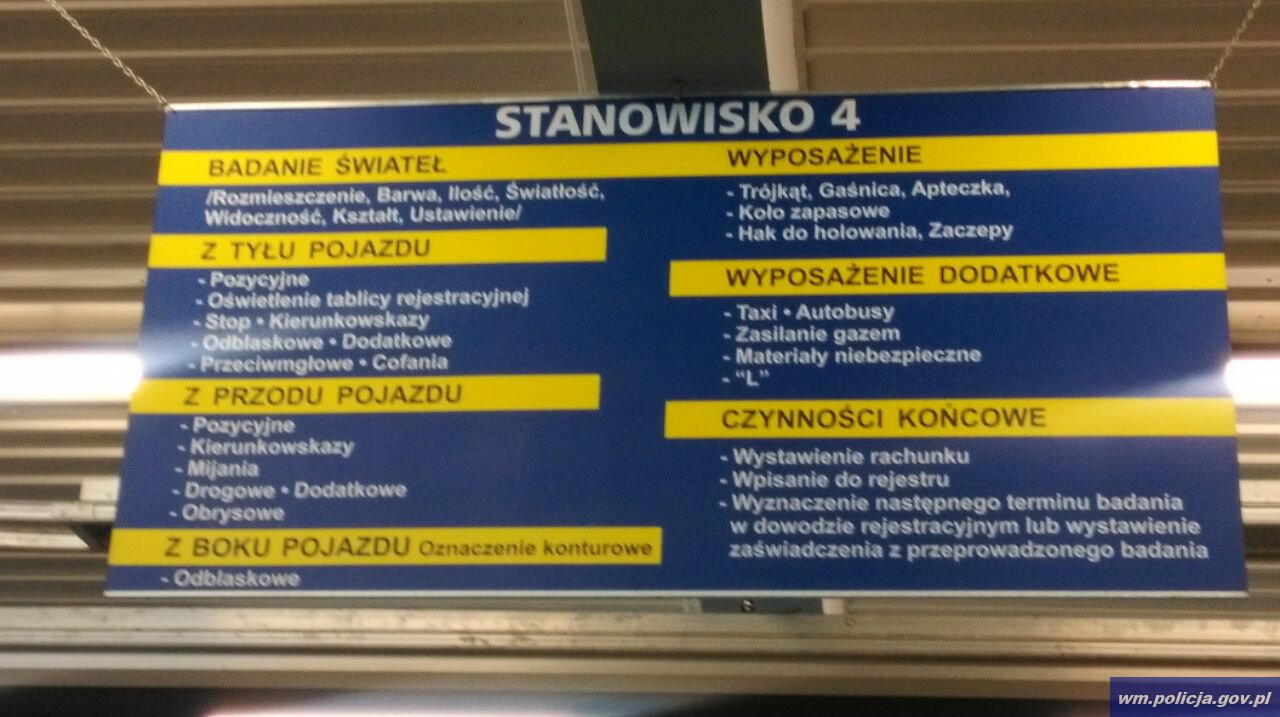 STANOWISKO 4
BADANIE ŚWIATEŁ
/Rozmieszczenie, Barwa, Ilość, Światłość,
Widoczność, Kształt, Ustawienie/
Z TYŁU POJAZDU
- Pozycyjne
- Oświetlenie tablicy rejestracyjnej
- Stop • Kierunkowskazy
- Odblaskowe • Dodatkowe
- Przeciwmgłowe • Cofania
Z PRZODU POJAZDU
- Pozycyjne
- Kierunkowskazy
- Mijania
- Drogowe • Dodatkowe
- Obrysowe
Z BOKU POJAZDU Oznaczenie konturowe
- Odblaskowe
WYPOSAŻENIE
- Trójkąt, Gaśnica, Apteczka,
- Koło zapasowe
- Hak do holowania, Zaczepy
WYPOSAŻENIE DODATKOWE
- Taxi • Autobusy
- Zasilanie gazem
- Materiały niebezpieczne
- “L”
CZYNNOŚCI KOŃCOWE
- Wystawienie rachunku
- Wpisanie do rejestru
- Wyznaczenie następnego terminu badania
w dowodzie rejestracyjnym lub wystawienie
zaświadczenia z przeprowadzonego badania
wm.policja.gov.pl